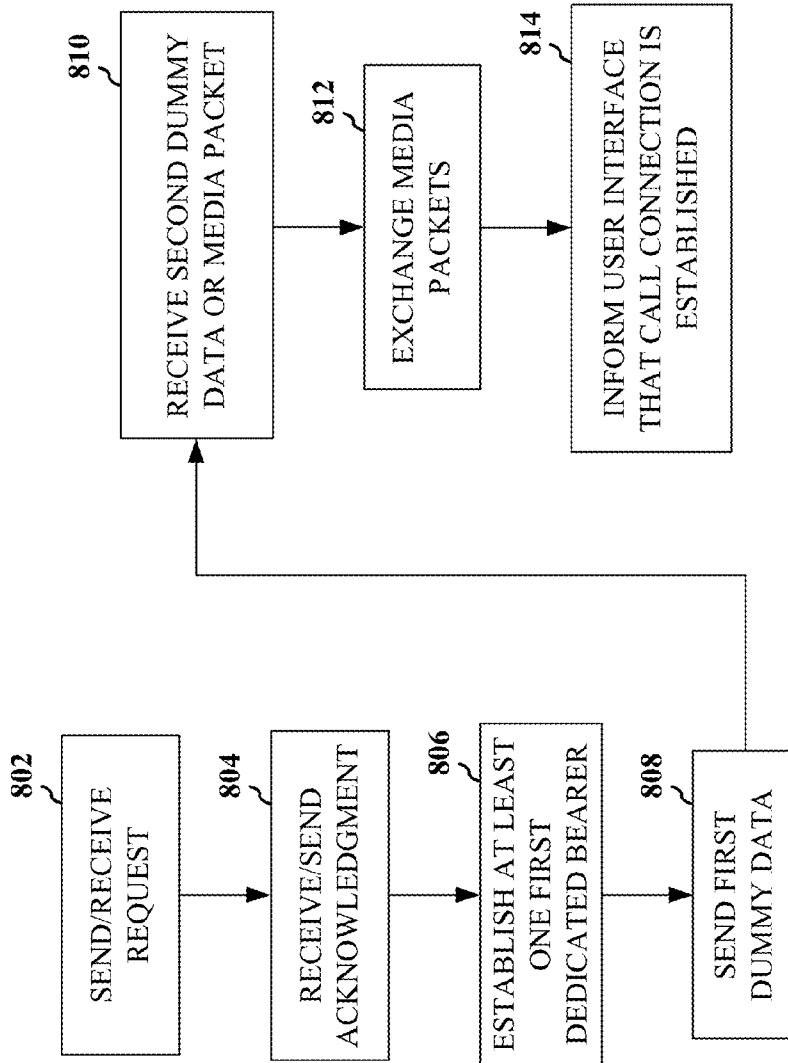 802
SEND/RECEIVE
REQUEST
804
RECEIVE/SEND
ACKNOWLEDGMENT
806
ESTABLISH AT LEAST
ONE FIRST
DEDICATED BEARER
808
SEND FIRST
DUMMY DATA
810
RECEIVE SECOND DUMMY
DATA OR MEDIA PACKET
812
EXCHANGE MEDIA
PACKETS
814
INFORM USER INTERFACE
THAT CALL CONNECTION IS
ESTABLISHED